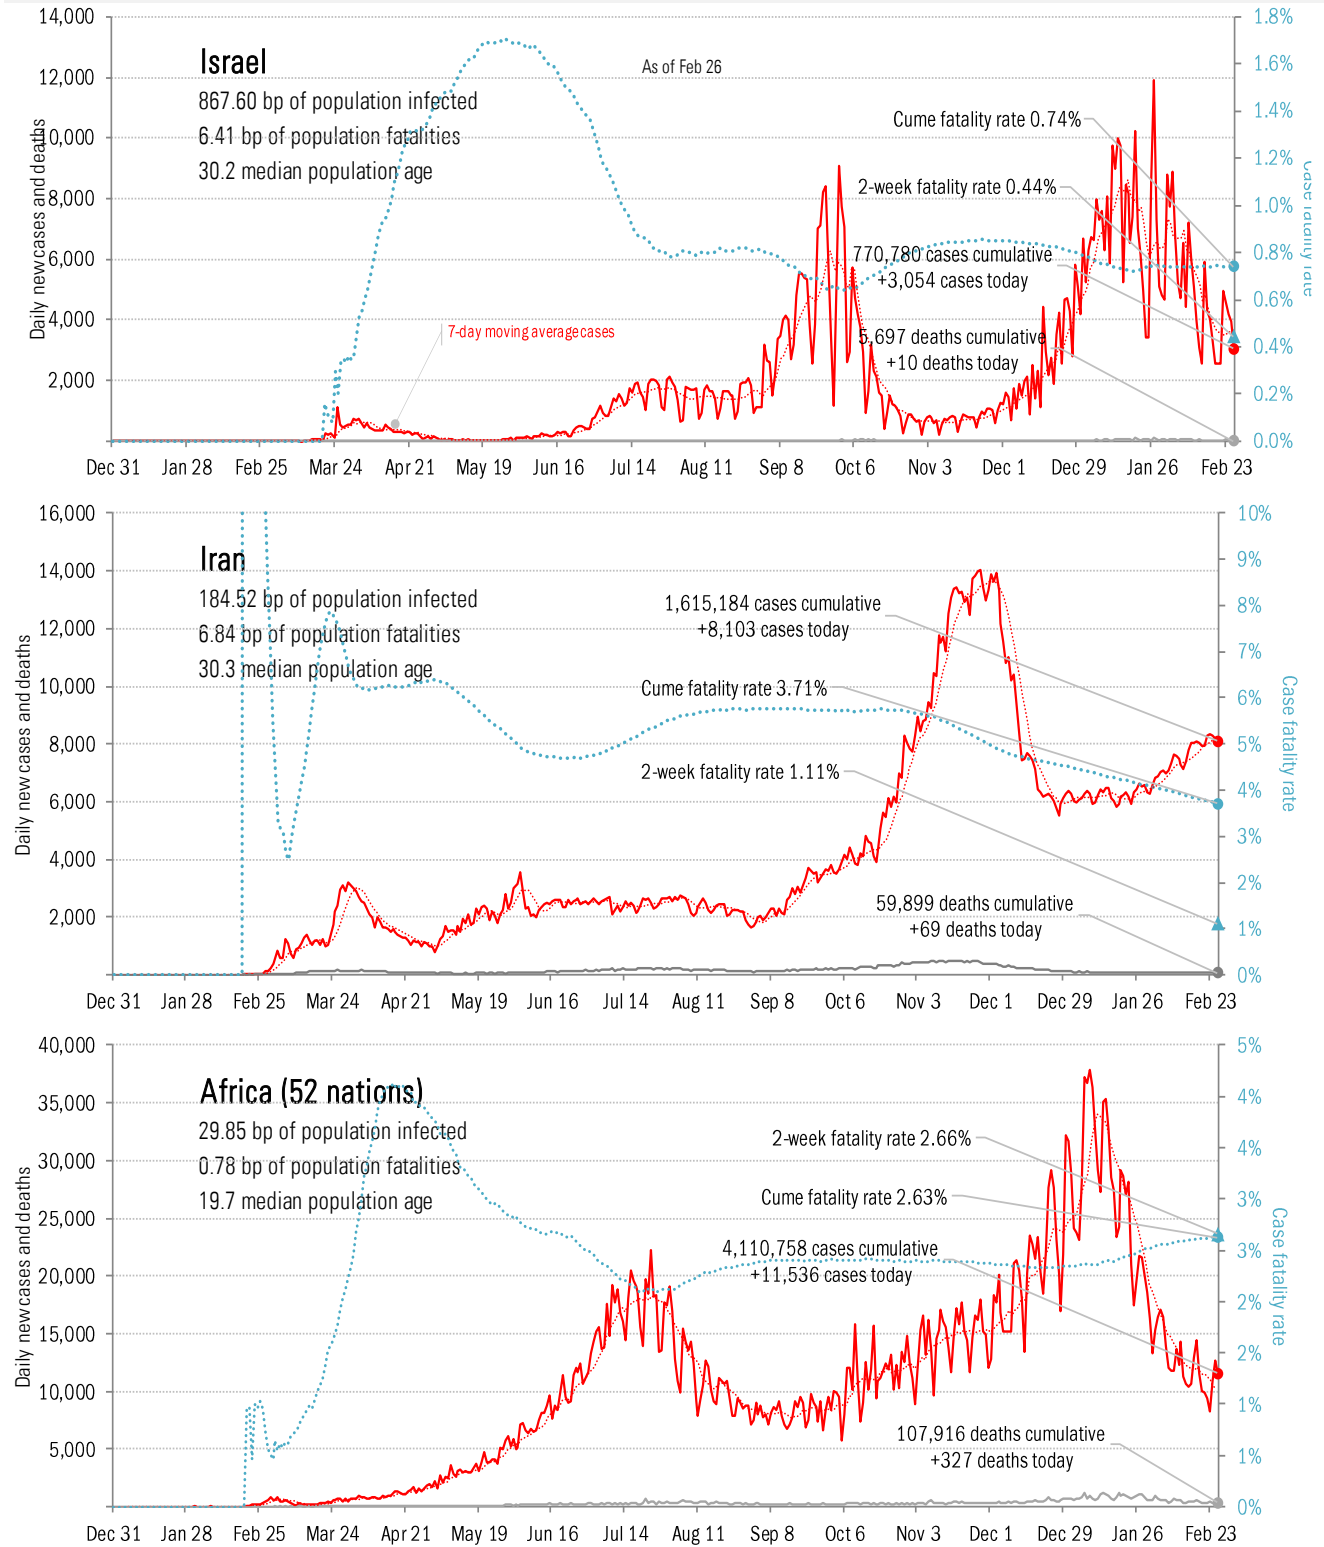 14,000
12,000
10,000
8,000
6,000
4,000
2,000
Daily new cases and deaths
Israel
867.60 bp of population infected
6.41 bp of population fatalities
30.2 median population age
As of Feb 26
7-day moving average cases
Cume fatality rate 0.74%
2-week fatality rate 0.44%
770,780 cases cumulative
+3,054 cases today
5,697 deaths cumulative
+10 deaths today
1.8%
1.6%
1.4%
1.2%
1.0%
0.8%
0.6%
0.4%
0.2%
0.0%
Case fatality rate
Dec 31 Jan 28 Feb 25 Mar 24 Apr 21 May 19 Jun 16 Jul 14 Aug 11 Sep 8 Oct 6 Nov 3 Dec 1 Dec 29 Jan 26 Feb 23
16,000
14,000
12,000
10,000
8,000
6,000
4,000
2,000
Daily new cases and deaths
Iran
184.52 bp of population infected
6.84 bp of population fatalities
30.3 median population age
1,615,184 cases cumulative
+8,103 cases today
Cume fatality rate 3.71%
2-week fatality rate 1.11%
59,899 deaths cumulative
+69 deaths today
10%
9%
8%
7%
6%
5%
4%
3%
2%
1%
0%
Case fatality rate
Dec 31 Jan 28 Feb 25 Mar 24 Apr 21 May 19 Jun 16 Jul 14 Aug 11 Sep 8 Oct 6 Nov 3 Dec 1 Dec 29 Jan 26 Feb 23
40,000
35,000
30,000
25,000
20,000
15,000
10,000
5,000
Daily new cases and deaths
Africa (52 nations)
29.85 bp of population infected
0.78 bp of population fatalities
19.7 median population age
2-week fatality rate 2.66%
Cume fatality rate 2.63%
4,110,758 cases cumulative
+11,536 cases today
107,916 deaths cumulative
+327 deaths today
5%
4%
4%
3%
3%
2%
2%
1%
1%
0%
Case fatality rate
Dec 31 Jan 28 Feb 25 Mar 24 Apr 21 May 19 Jun 16 Jul 14 Aug 11 Sep 8 Oct 6 Nov 3 Dec 1 Dec 29 Jan 26 Feb 23